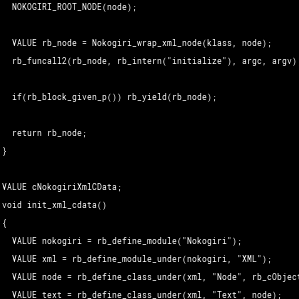 NOKOGIRI_ROOT_NODE(node);
VALUE rb_node = Nokogiri_wrap_xml_node(klass, node);
rb_funcall2(rb_node, rb_intern("initialize"), argc, argv)
if(rb_block_given_p()) rb_yield(rb_node);
return rb_node;
}
VALUE cNokogiriXmlCData;
void init_xml_cdata()
{
VALUE nokogiri = rb_define_module("Nokogiri");
VALUE xml = rb_define_module_under(nokogiri, "XML");
VALUE node = rb_define_class_under(xml, "Node", rb_cObject
VALUE text = rb_define_class_under(xml, "Text", node);